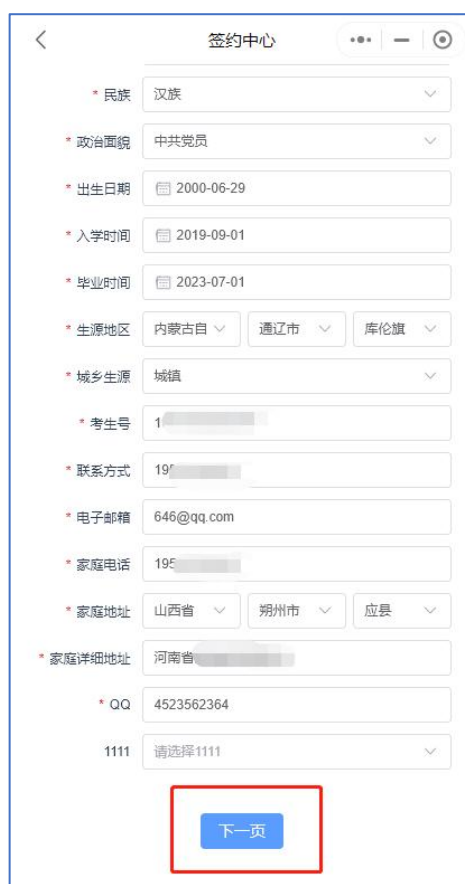 签约中心
* 民族 汉族
* 政治面貌 中共党员
* 出生日期 2000-06-29
* 入学时间 2019-09-01
* 毕业时间 2023-07-01
* 生源地区 内蒙古自 通辽市 库伦旗
* 城乡生源 城镇
* 考生号 1
* 联系方式 19
* 电子邮箱 646@qq.com
* 家庭电话 195
* 家庭地址 山西省 朔州市 应县
* 家庭详细地址 河南省
* QQ 4523562364
1111 请选择1111
下一页